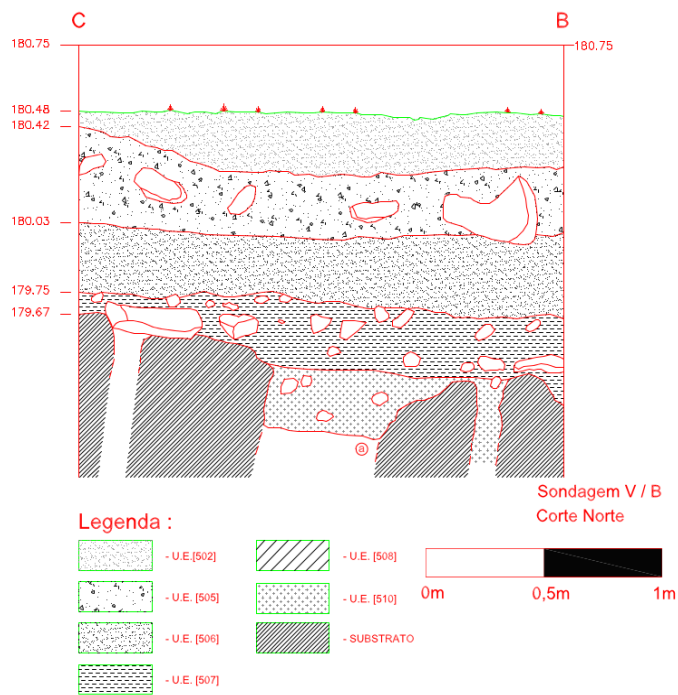 C B
180.75 180.75
180.48
180.42
180.03
179.75
179.67
a
Sondagem V / B
Corte Norte
Legenda :
- U.E.[502] - U.E. [508]
- U.E. [505] - U.E. [510]
- U.E. [506] - SUBSTRATO
- U.E. [507]
0m 0,5m 1m